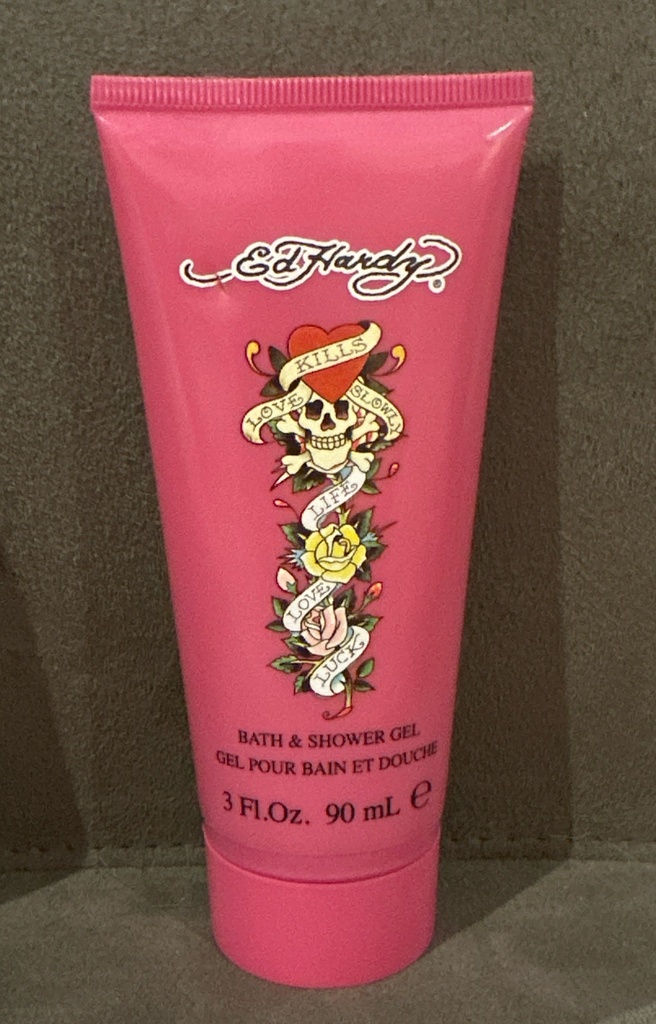 Ed Hardy®
KILLS
LOVE SLOWLY
LIFE
LOVE
LUCK
BATH & SHOWER GEL
GEL POUR BAIN ET DOUCHE
3 Fl.Oz. 90 mL ℮